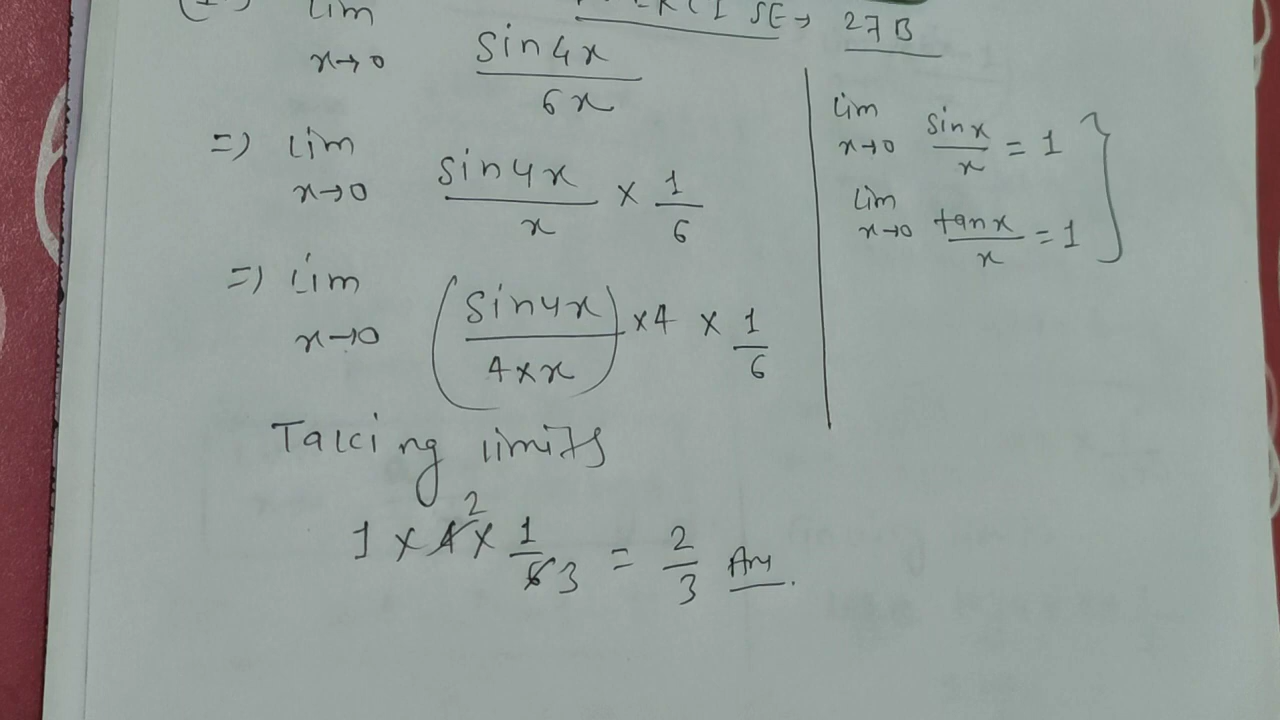 lim 27B
x→0 sin4x
6x
=) lim sin4x × 1
x→0 x 6
=) lim (sin4x) ×4 × 1
x→0 4×x 6
Taking limits
1 × 4 2 × 1 = 2 Ans.
6 3 3
lim sinx = 1
x→0 x
lim tanx = 1
x→0 x